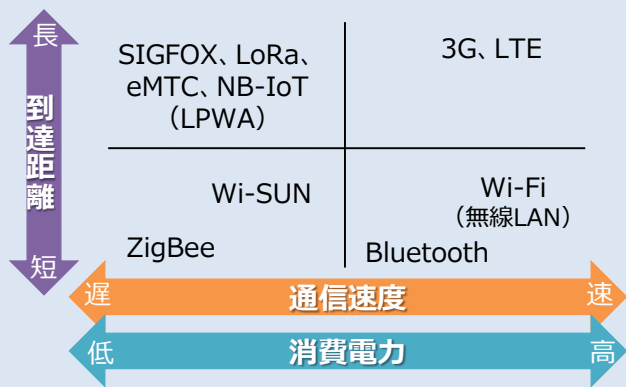 長
到達距離
短
SIGFOX、LoRa、
eMTC、NB-IoT
（LPWA）
3G、LTE
Wi-SUN
ZigBee
Wi-Fi
（無線LAN）
Bluetooth
遅 通信速度 速
低 消費電力 高